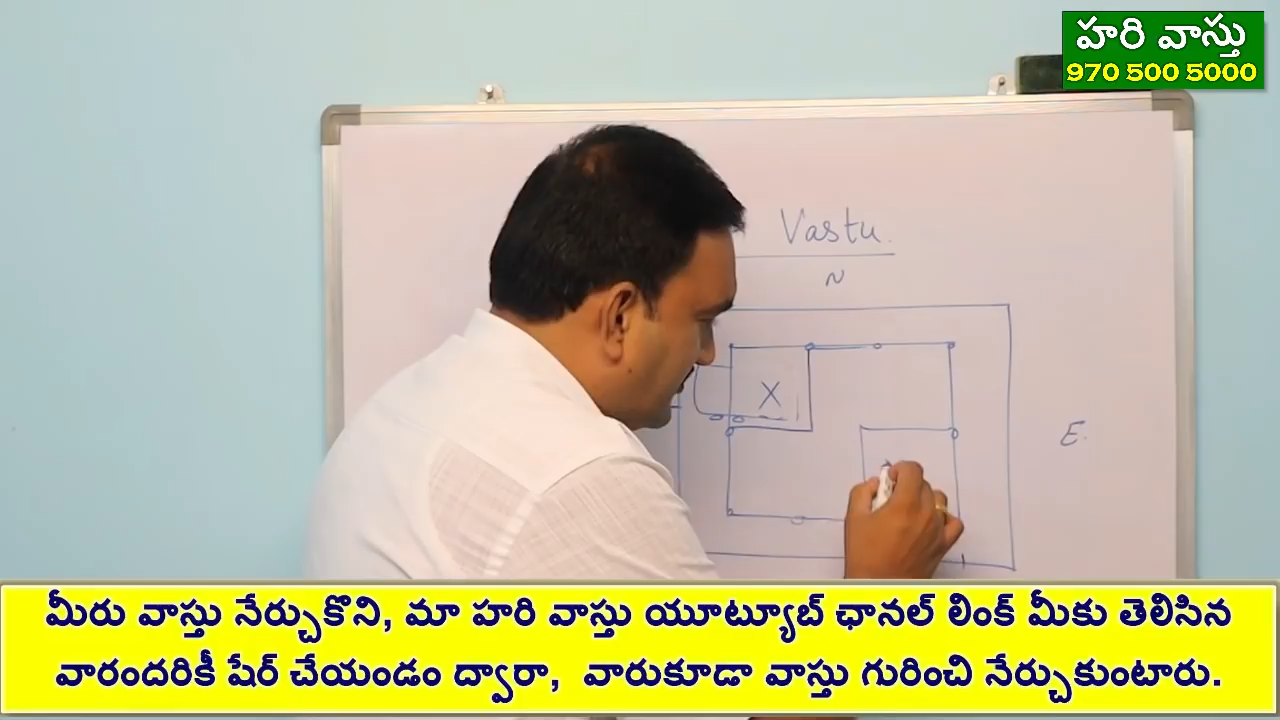 హరి వాస్తు
970 500 5000
Vastu.
N
X
E.
మీరు వాస్తు నేర్చుకొని, మా హరి వాస్తు యూట్యూబ్ ఛానల్ లింక్ మీకు తెలిసిన
వారందరికీ షేర్ చేయండం ద్వారా, వారుకూడా వాస్తు గురించి నేర్చుకుంటారు.